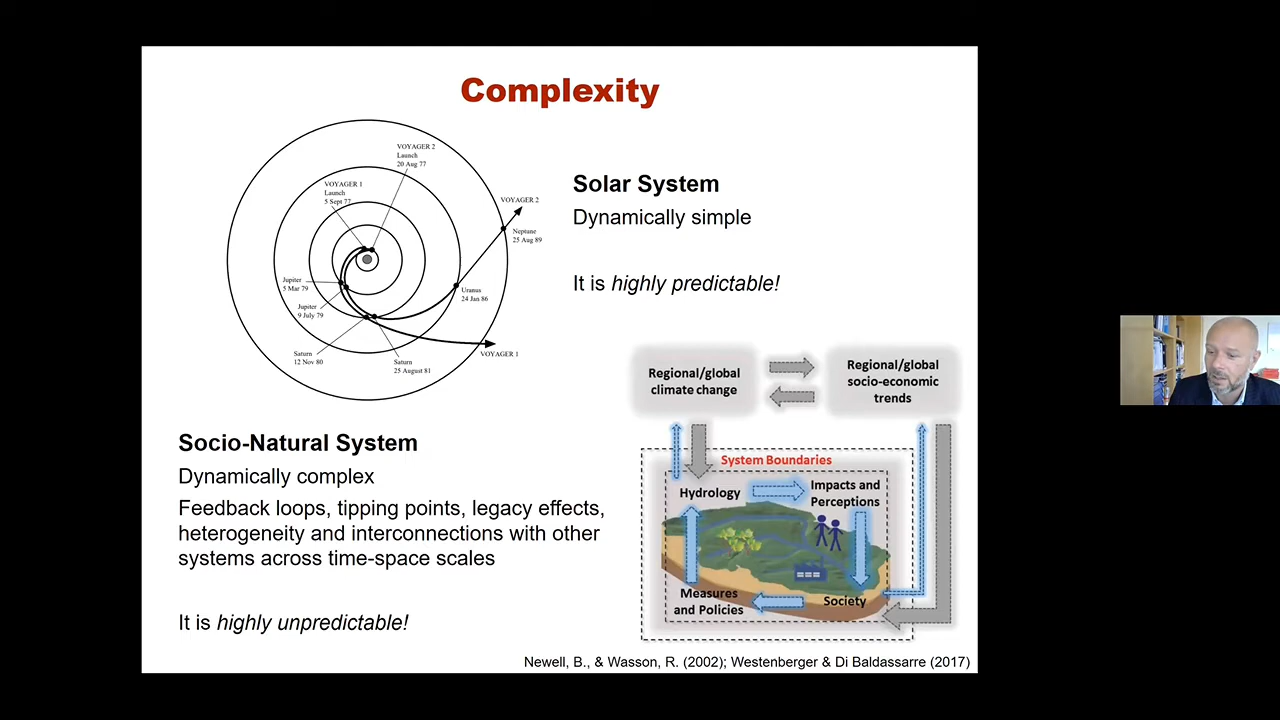 Complexity
VOYAGER 2
Launch
20 Aug 77
VOYAGER 1
Launch
5 Sept 77
VOYAGER 2
Neptune
25 Aug 89
Jupiter
5 Mar 79
Uranus
24 Jan 86
Jupiter
9 July 79
Saturn
12 Nov 80
VOYAGER 1
Saturn
25 August 81
Solar System
Dynamically simple
It is highly predictable!
Regional/global
climate change
Regional/global
socio-economic
trends
Socio-Natural System
Dynamically complex
Feedback loops, tipping points, legacy effects,
heterogeneity and interconnections with other
systems across time-space scales
It is highly unpredictable!
System Boundaries
Hydrology
Impacts and
Perceptions
Measures
and Policies
Society
Newell, B., & Wasson, R. (2002); Westenberger & Di Baldassarre (2017)